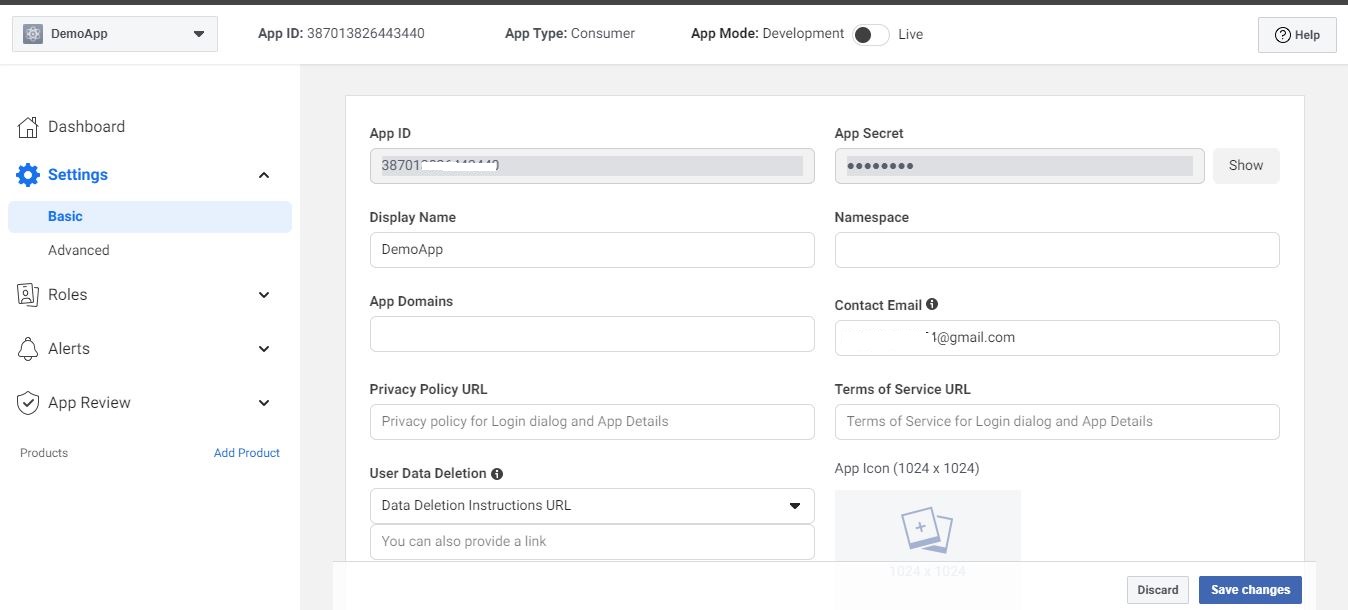 DemoApp
App ID: 387013826443440
App Type: Consumer
App Mode: Development
Live
Help
Dashboard
Settings
Basic
Advanced
Roles
Alerts
App Review
Products
Add Product
App ID
App Secret
●●●●●●●●
Show
Display Name
DemoApp
Namespace
App Domains
Contact Email
4@gmail.com
Privacy Policy URL
Privacy policy for Login dialog and App Details
Terms of Service URL
Terms of Service for Login dialog and App Details
User Data Deletion
Data Deletion Instructions URL
You can also provide a link
App Icon (1024 x 1024)
1024 x 1024
Discard
Save changes